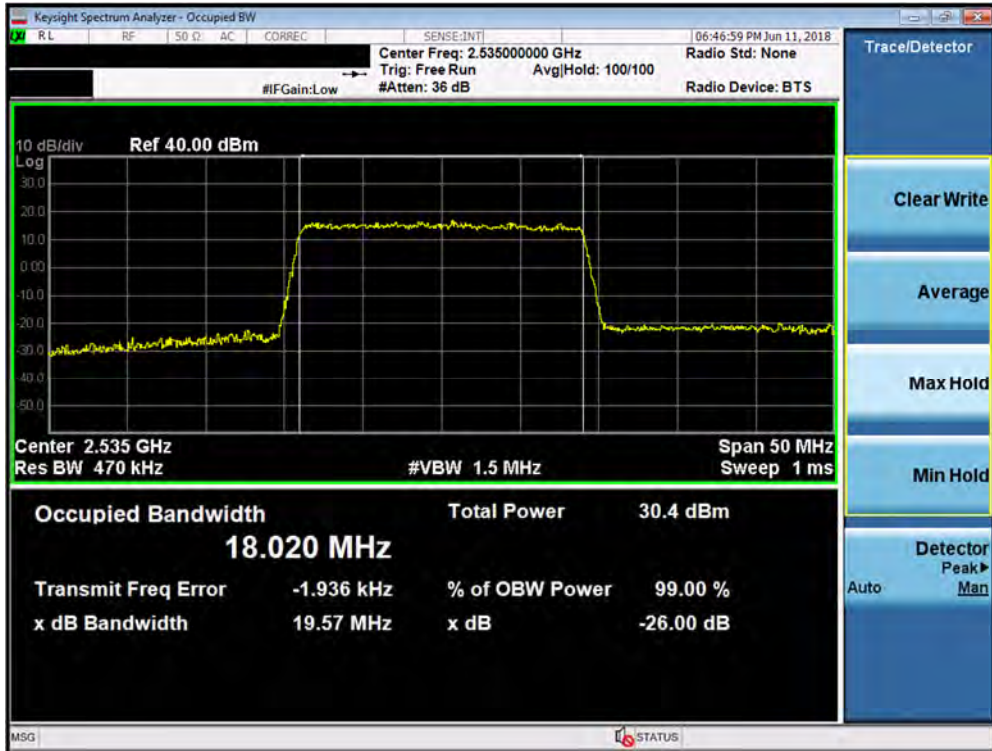 Keysight Spectrum Analyzer - Occupied BW
LXI RL RF 50 Ω AC CORREC SENSE:INT 06:46:59 PM Jun 11, 2018
Center Freq: 2.535000000 GHz Radio Std: None
Trig: Free Run Avg|Hold: 100/100
#IFGain:Low #Atten: 36 dB Radio Device: BTS
Trace/Detector
10 dB/div Ref 40.00 dBm
Log
30.0
20.0
10.0
0.00
-10.0
-20.0
-30.0
-40.0
-50.0
Center 2.535 GHz Span 50 MHz
Res BW 470 kHz #VBW 1.5 MHz Sweep 1 ms
Occupied Bandwidth Total Power 30.4 dBm
18.020 MHz
Transmit Freq Error -1.936 kHz % of OBW Power 99.00 %
x dB Bandwidth 19.57 MHz x dB -26.00 dB
Clear Write
Average
Max Hold
Min Hold
Detector
Peak▶
Auto Man
MSG STATUS